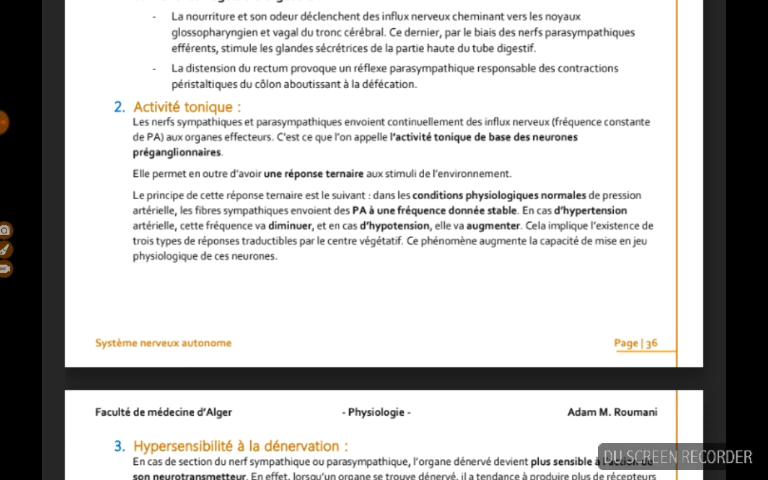 - La nourriture et son odeur déclenchent des influx nerveux cheminant vers les noyaux
glossopharyngien et vagal du tronc cérébral. Ce dernier, par le biais des nerfs parasympathiques
efférents, stimule les glandes sécrétrices de la partie haute du tube digestif.
- La distension du rectum provoque un réflexe parasympathique responsable des contractions
péristaltiques du côlon aboutissant à la défécation.
2. Activité tonique :
Les nerfs sympathiques et parasympathiques envoient continuellement des influx nerveux (fréquence constante
de PA) aux organes effecteurs. C'est ce que l'on appelle l'activité tonique de base des neurones
préganglionnaires.
Elle permet en outre d'avoir une réponse ternaire aux stimuli de l'environnement.
Le principe de cette réponse ternaire est le suivant : dans les conditions physiologiques normales de pression
artérielle, les fibres sympathiques envoient des PA à une fréquence donnée stable. En cas d'hypertension
artérielle, cette fréquence va diminuer, et en cas d'hypotension, elle va augmenter. Cela implique l'existence de
trois types de réponses traductibles par le centre végétatif. Ce phénomène augmente la capacité de mise en jeu
physiologique de ces neurones.
Système nerveux autonome
Page | 36
Faculté de médecine d'Alger
- Physiologie -
Adam M. Roumani
3. Hypersensibilité à la dénervation :
DU SCREEN RECORDER
En cas de section du nerf sympathique ou parasympathique, l'organe dénervé devient plus sensible à
son neurotransmetteur. En effet, lorsqu'un organe se trouve dénervé, il a tendance à produire plus de récepteurs